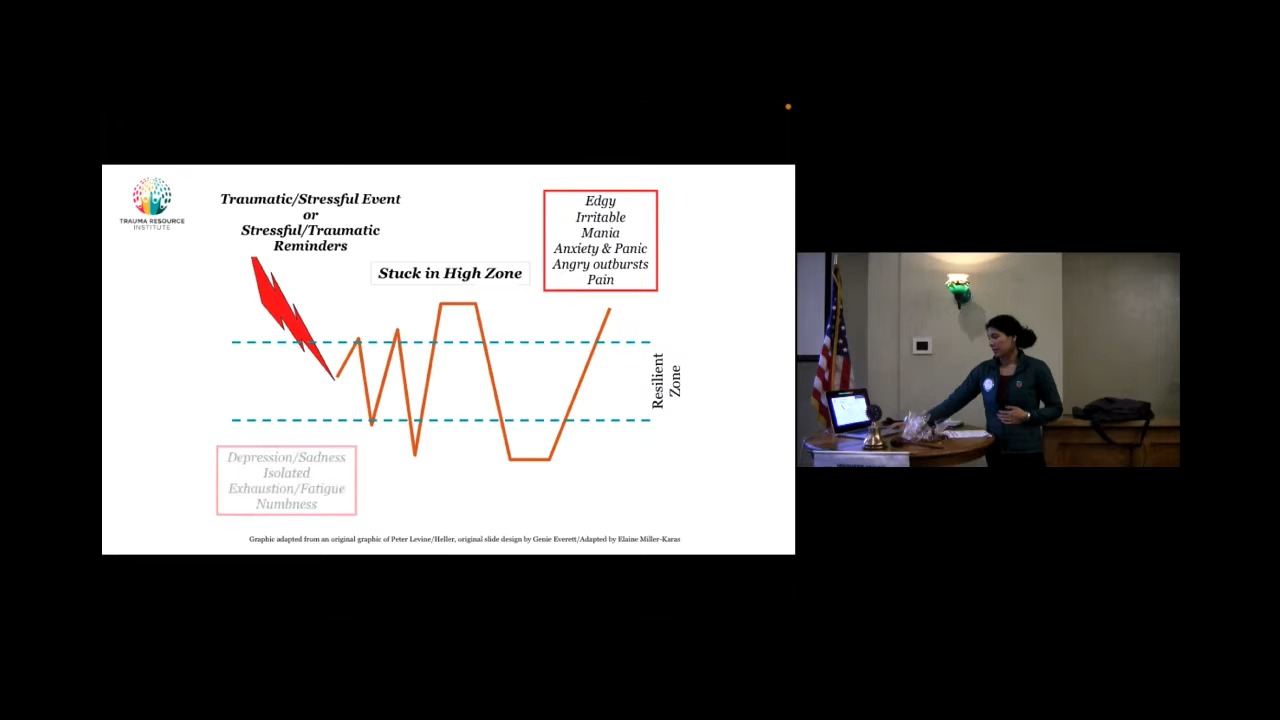 TRAUMA RESOURCE
INSTITUTE
Traumatic/Stressful Event
or
Stressful/Traumatic
Reminders
Stuck in High Zone
Edgy
Irritable
Mania
Anxiety & Panic
Angry outbursts
Pain
Resilient
Zone
Depression/Sadness
Isolated
Exhaustion/Fatigue
Numbness
Graphic adapted from an original graphic of Peter Levine/Heller, original slide design by Genie Everett/Adapted by Elaine Miller-Karas